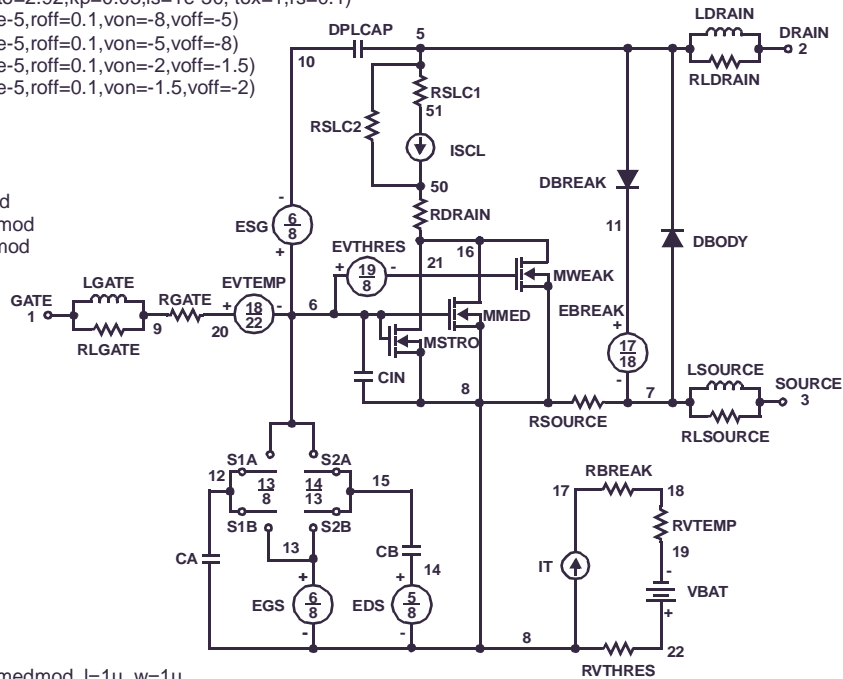 e-5,roff=0.1,von=-8,voff=-5)
e-5,roff=0.1,von=-5,voff=-8)
e-5,roff=0.1,von=-2,voff=-1.5)
e-5,roff=0.1,von=-1.5,voff=-2)
d
mod
mod
DPLCAP
5
10
LDRAIN
DRAIN
2
RLDRAIN
RSLC1
51
RSLC2
ISCL
50
RDRAIN
DBREAK
11
DBODY
-
ESG
6
8
+
EVTHRES
+
19
8
-
21
16
MWEAK
LGATE
GATE
1
RLGATE
9
RGATE
20
EVTEMP
+
18
22
-
6
MMED
MSTRO
EBREAK
+
17
18
-
CIN
8
RSOURCE
7
LSOURCE
SOURCE
3
RLSOURCE
12
S1A
13
8
S1B
S2A
14
13
S2B
15
13
CA
CB
14
+
EGS
6
8
-
+
EDS
5
8
-
8
RBREAK
17
18
RVTEMP
19
IT
-
VBAT
+
22
RVTHRES
medmod l=1u w=1u